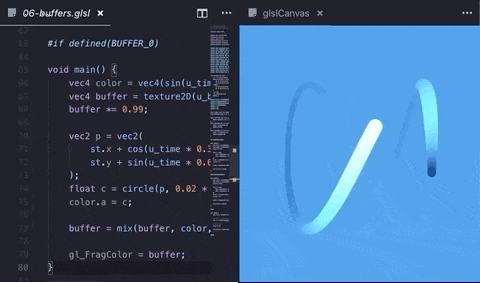 06-buffers.glsl
glslCanvas
#if defined(BUFFER_0)
void main() {
vec4 color = vec4(sin(u_tim
vec4 buffer = texture2D(u_b
buffer *= 0.99;
vec2 p = vec2(
st.x + cos(u_time * 0.3
st.y + sin(u_time * 0.6
);
float c = circle(p, 0.02 *
color.a = c;
buffer = mix(buffer, color,
gl_FragColor = buffer;
80 }